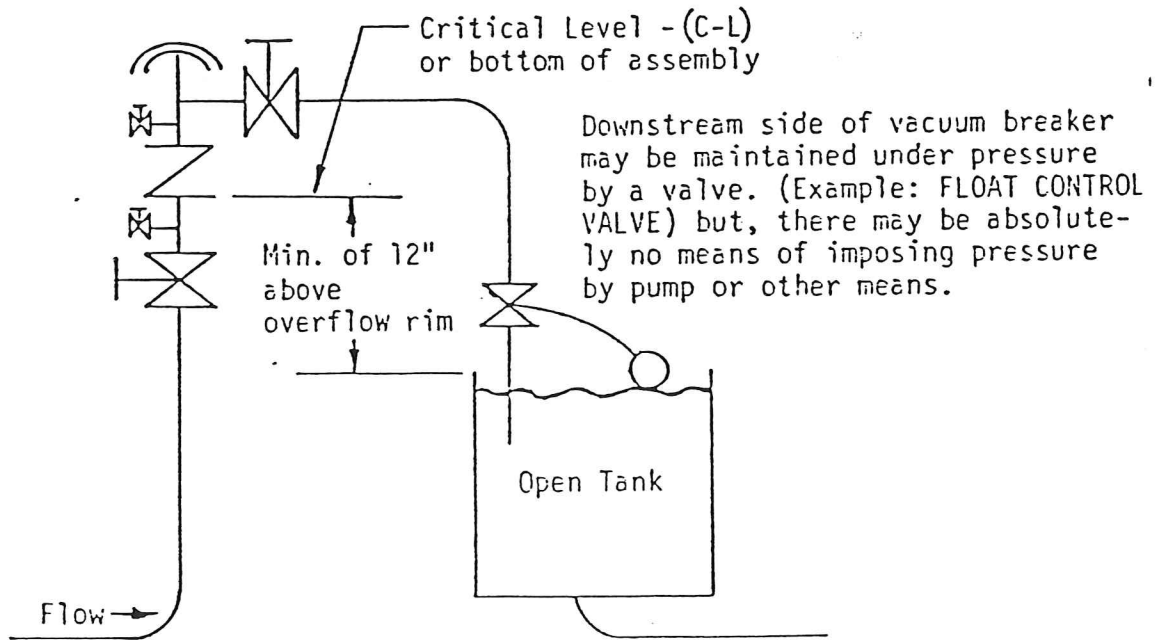 Critical Level - (C-L)
or bottom of assembly
Downstream side of vacuum breaker
may be maintained under pressure
by a valve. (Example: FLOAT CONTROL
VALVE) but, there may be absolute-
ly no means of imposing pressure
by pump or other means.
Min. of 12"
above
overflow rim
Open Tank
Flow